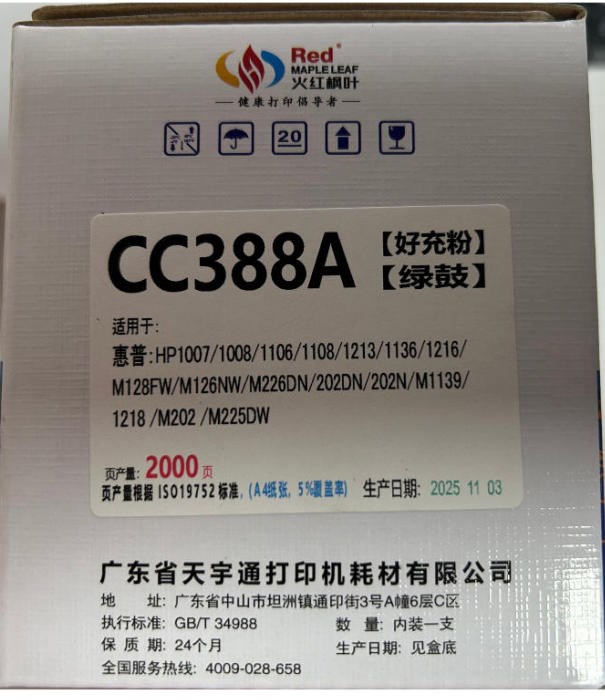 Red®
MAPLE LEAF
火红枫叶
健康打印倡导者
20
CC388A【好充粉】
【绿鼓】
适用于:
惠普:HP1007/1008/1106/1108/1213/1136/1216/
M128FW/M126NW/M226DN/202DN/202N/M1139/
1218 /M202 /M225DW
页产量: 2000 页
页产量根据 ISO19752 标准, (A4纸张, 5%覆盖率) 生产日期: 2025 11 03
广东省天宇通打印机耗材有限公司
地 址: 广东省中山市坦洲镇通印街3号A幢6层C区
执行标准: GB/T 34988 数 量: 内装一支
保 质 期: 24个月 生产日期: 见盒底
全国服务热线: 4009-028-658